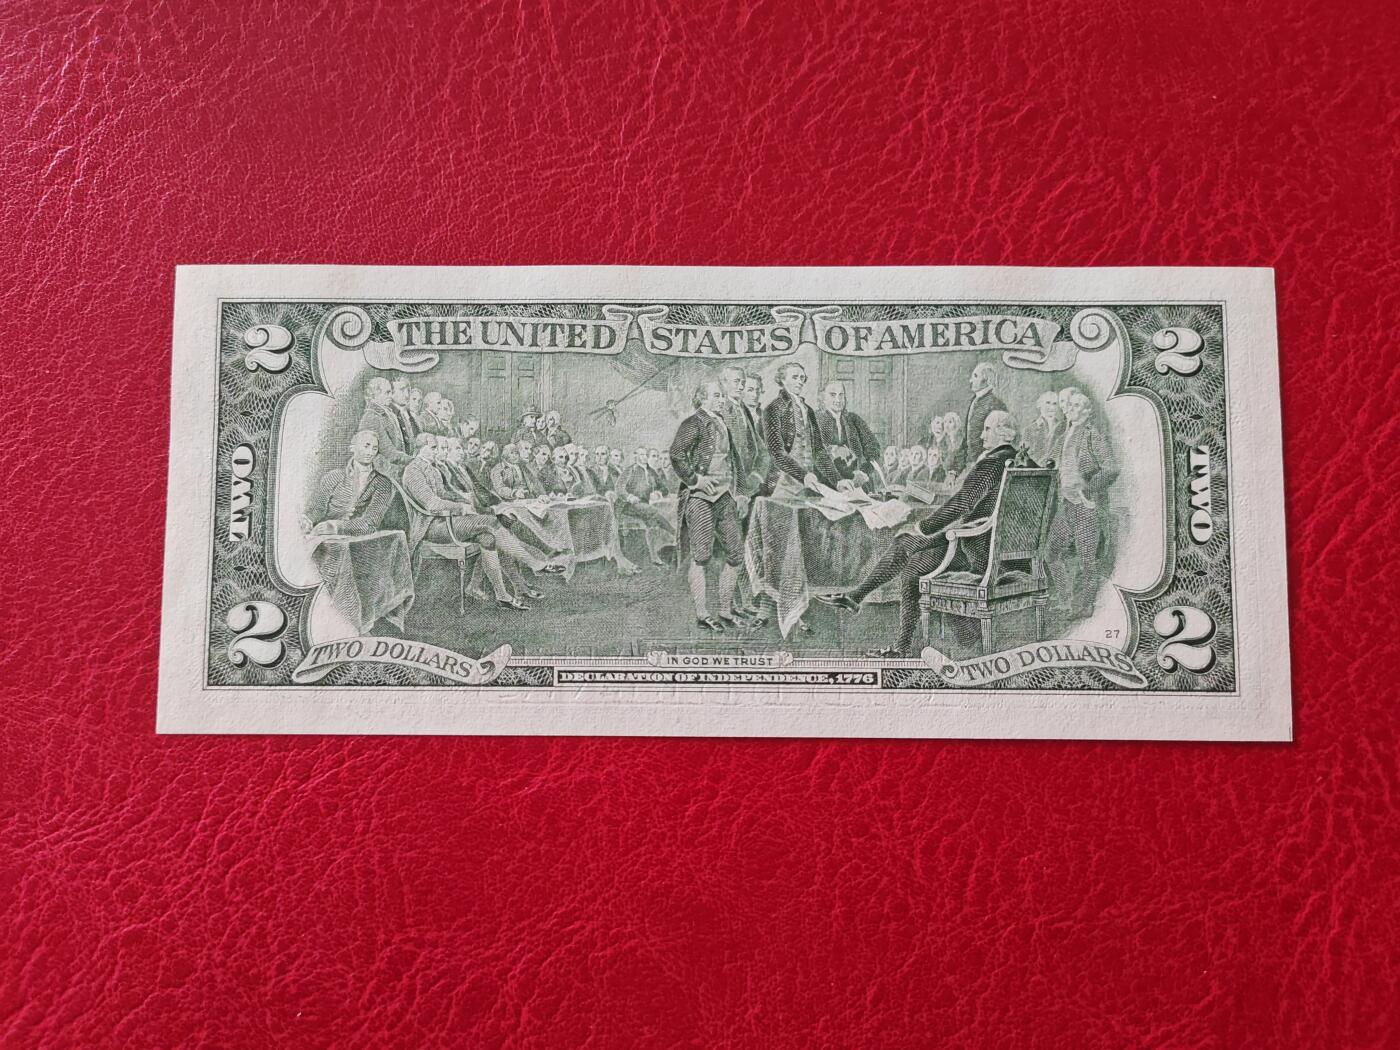 THE UNITED STATES OF AMERICA
2
2
TWO
TWO
27
2
2
TWO DOLLARS
IN GOD WE TRUST
TWO DOLLARS
DECLARATION OF INDEPENDENCE, 1776